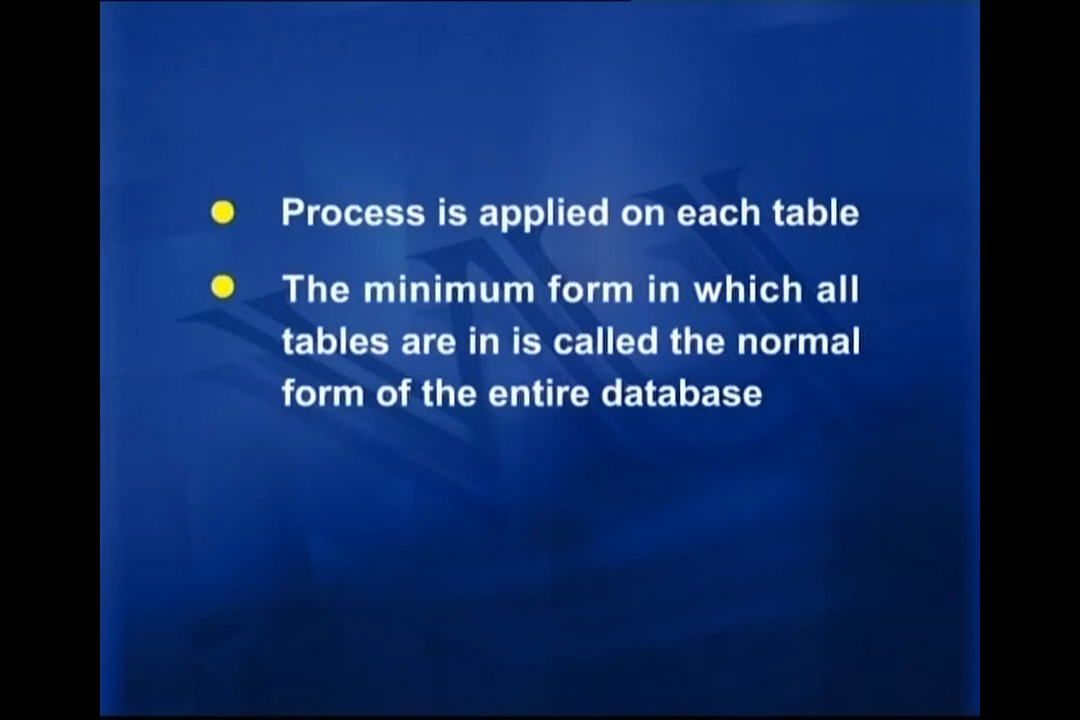 Process is applied on each table
The minimum form in which all
tables are in is called the normal
form of the entire database
VU